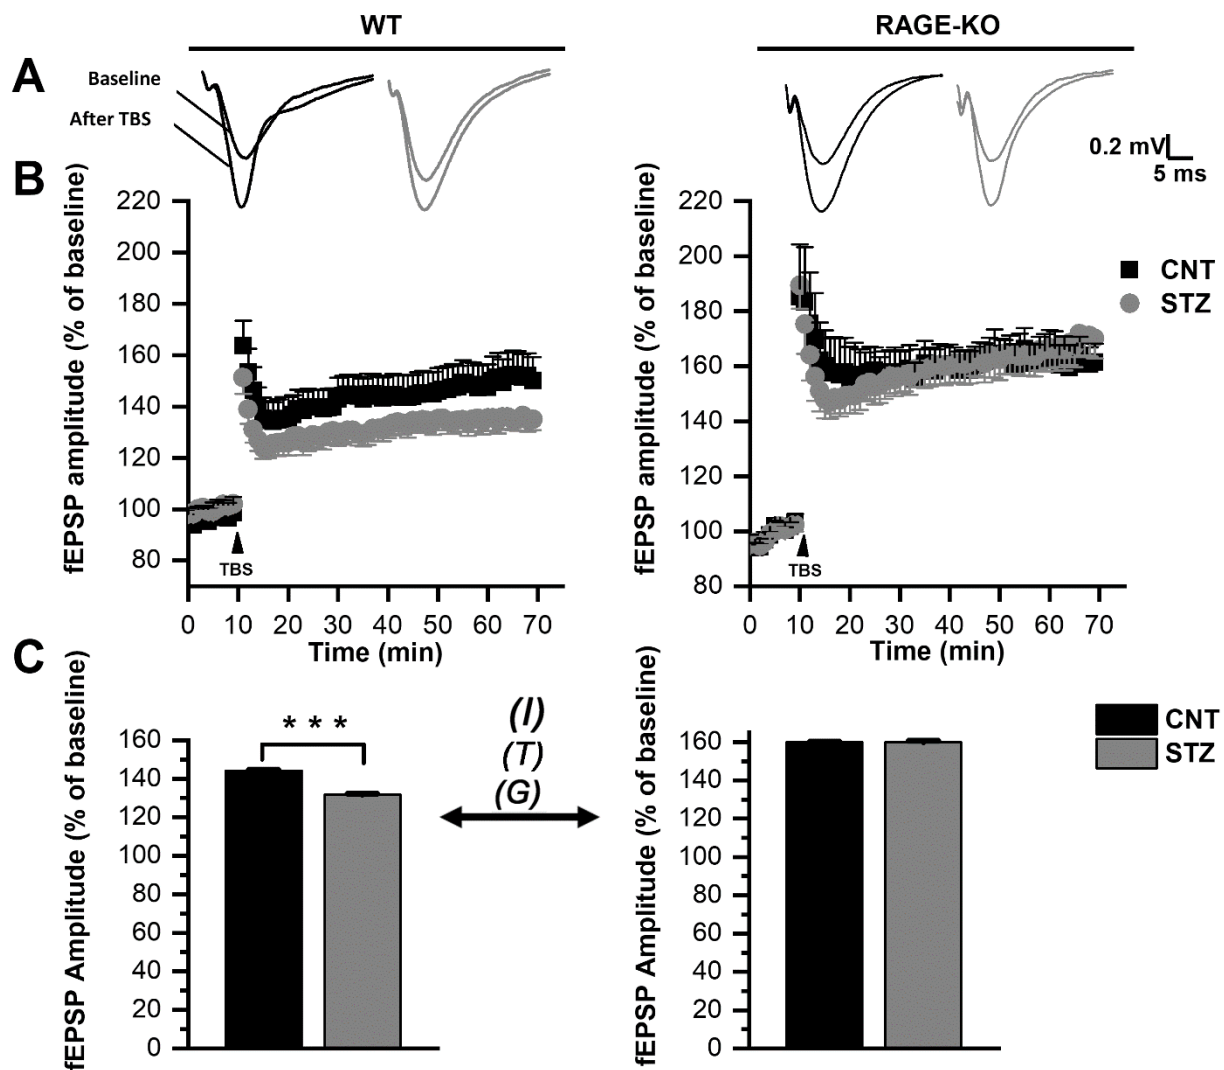 WT
RAGE-KO
A
Baseline
After TBS
0.2 mV
5 ms
B
fEPSP amplitude (% of baseline)
220
200
180
160
140
120
100
80
TBS
0 10 20 30 40 50 60 70
Time (min)
fEPSP amplitude (% of baseline)
220
200
180
160
140
120
100
80
TBS
0 10 20 30 40 50 60 70
Time (min)
CNT
STZ
C
fEPSP Amplitude (% of baseline)
160
140
120
100
80
60
40
20
0
* * *
(I)
(T)
(G)
fEPSP Amplitude (% of baseline)
160
140
120
100
80
60
40
20
0
CNT
STZ